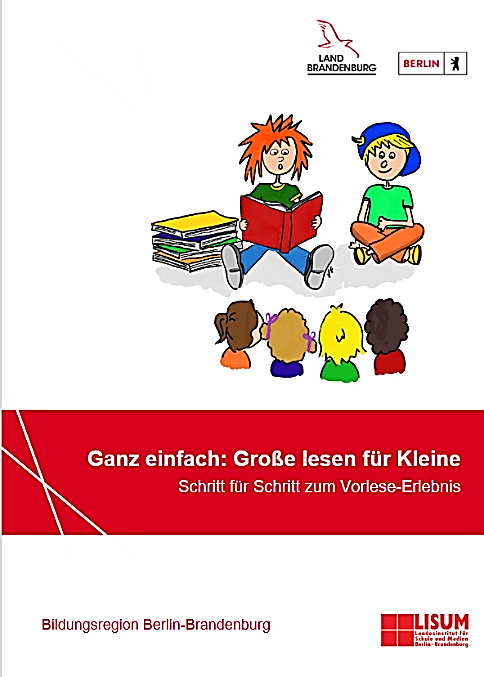 LAND
BRANDENBURG
BERLIN
Ganz einfach: Große lesen für Kleine
Schritt für Schritt zum Vorlese-Erlebnis
Bildungsregion Berlin-Brandenburg
LISUM
Landesinstitut für
Schule und Medien
Berlin-Brandenburg